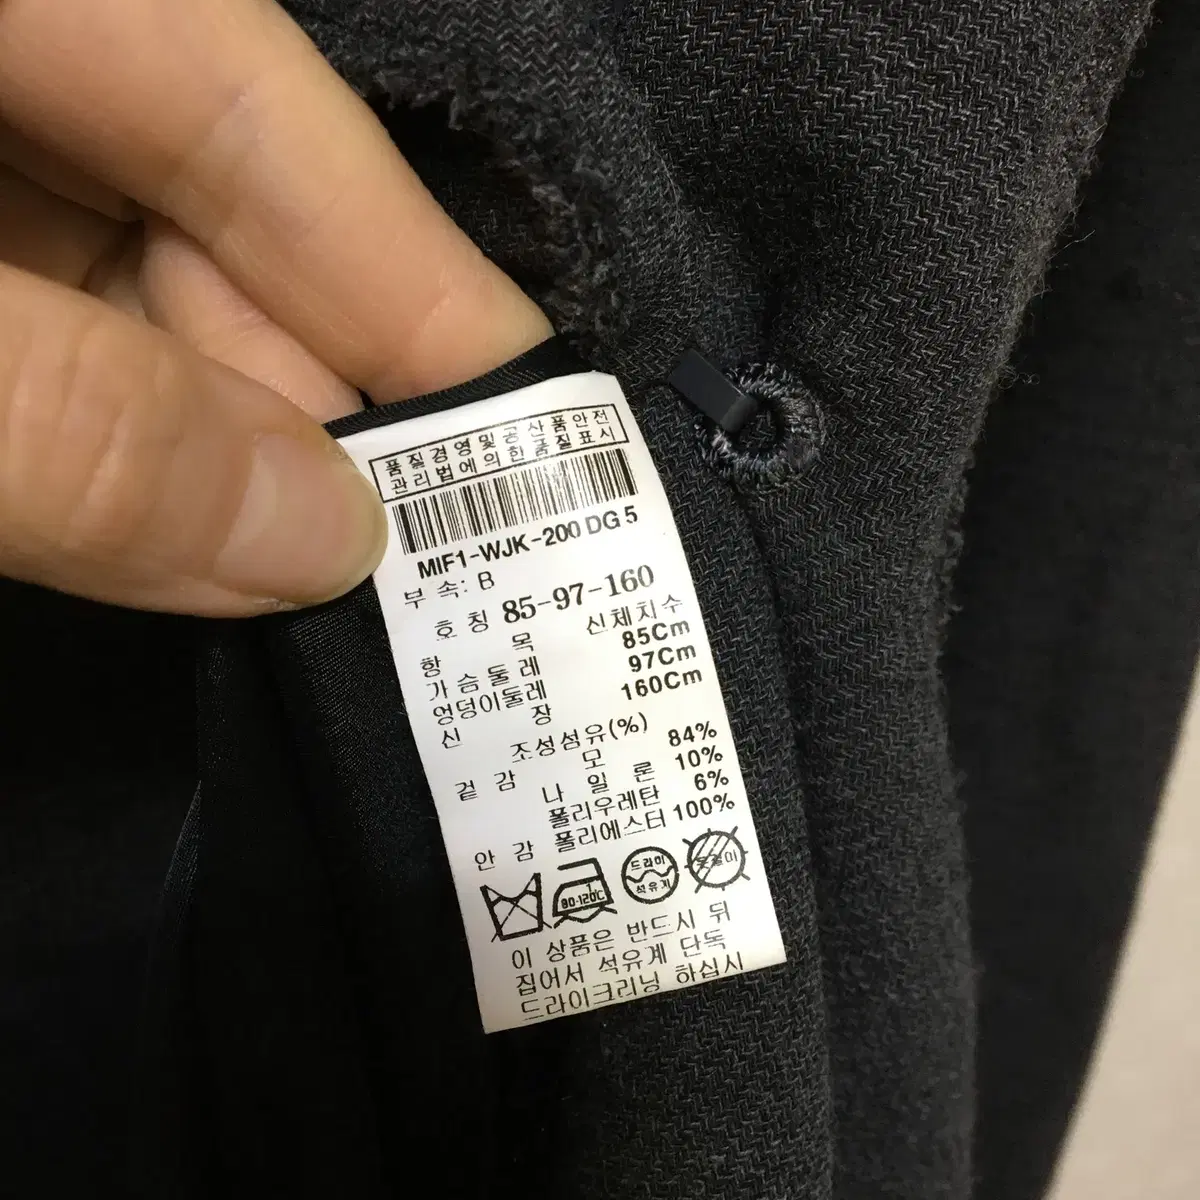 품질경영및공사품안전
관리법에의한품질표시
MIF1-WJK-200 DG 5
부 속: B
호 칭 85-97-160
항 목 신체치수
가슴둘레 85Cm
엉덩이둘레 97Cm
신 장 160Cm
조성섬유(%)
겉 감 모 84%
나 일 론 10%
폴리우레탄 6%
안 감 폴리에스터 100%
80-120℃
드라이
석유계
이 상품은 반드시 뒤
집어서 석유계 단독
드라이크리닝 하십시